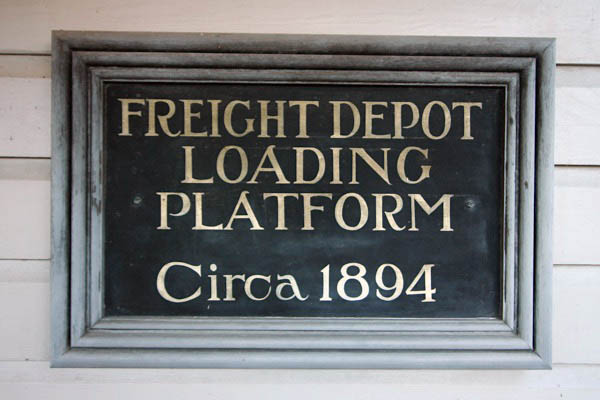 FREIGHT DEPOT
LOADING
PLATFORM
Circa 1894